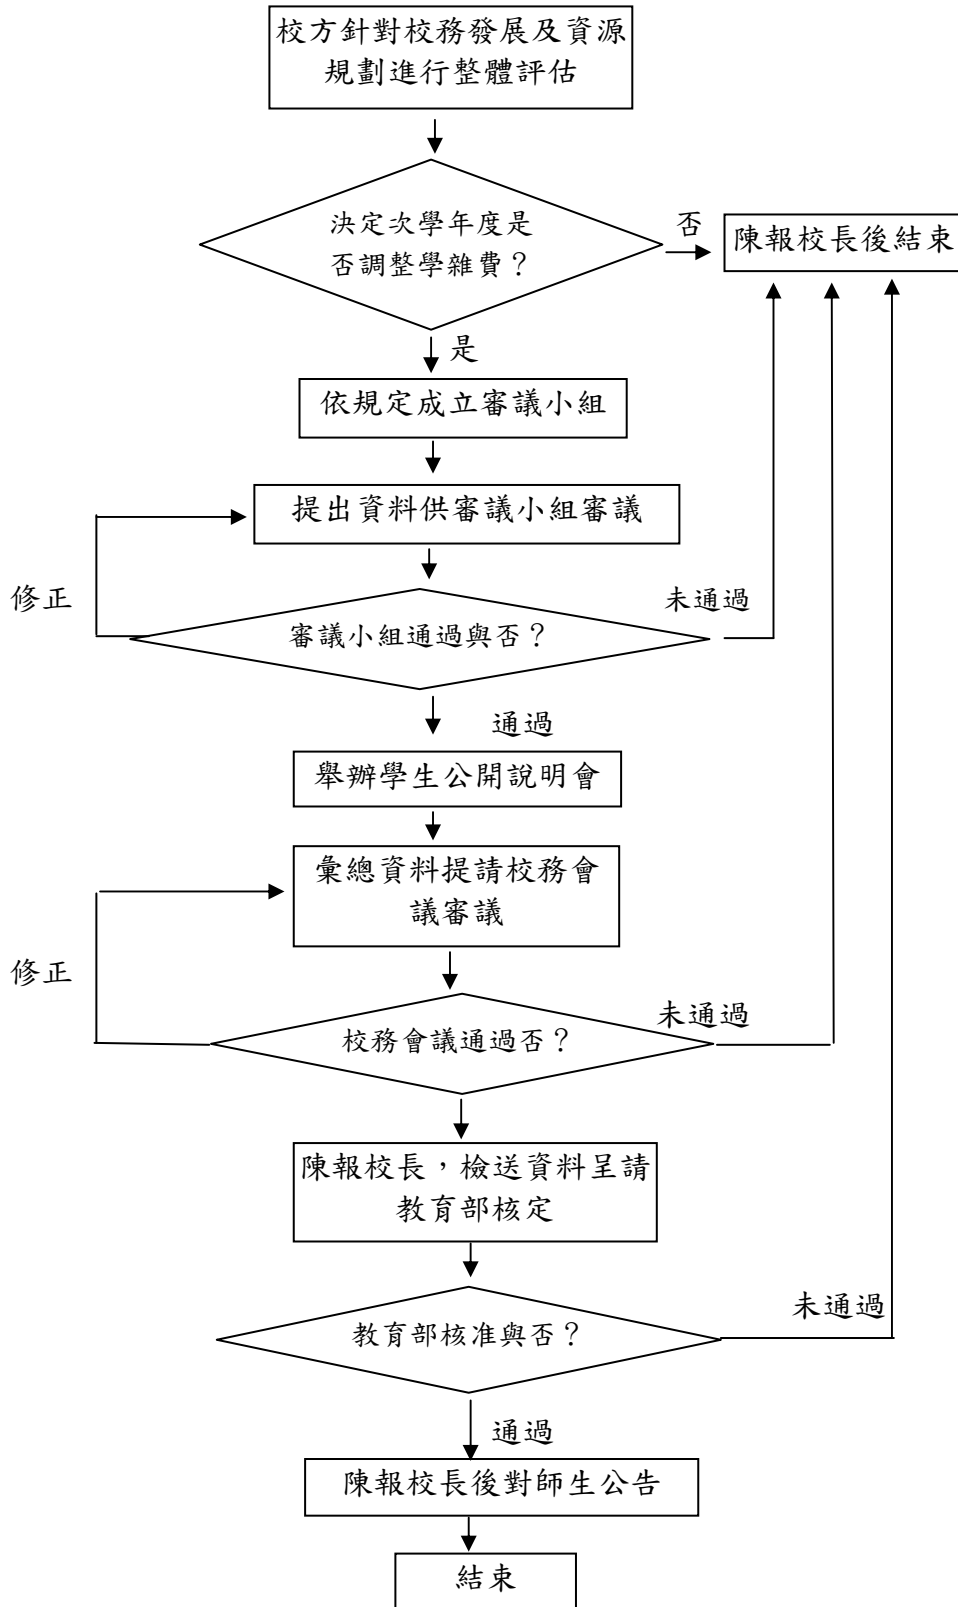 校方針對校務發展及資源
規劃進行整體評估
決定次學年度是
否調整學雜費？
否
陳報校長後結束
是
依規定成立審議小組
提出資料供審議小組審議
修正
未通過
審議小組通過與否？
通過
舉辦學生公開說明會
彙總資料提請校務會
議審議
修正
未通過
校務會議通過否？
陳報校長，檢送資料呈請
教育部核定
未通過
教育部核准與否？
通過
陳報校長後對師生公告
結束